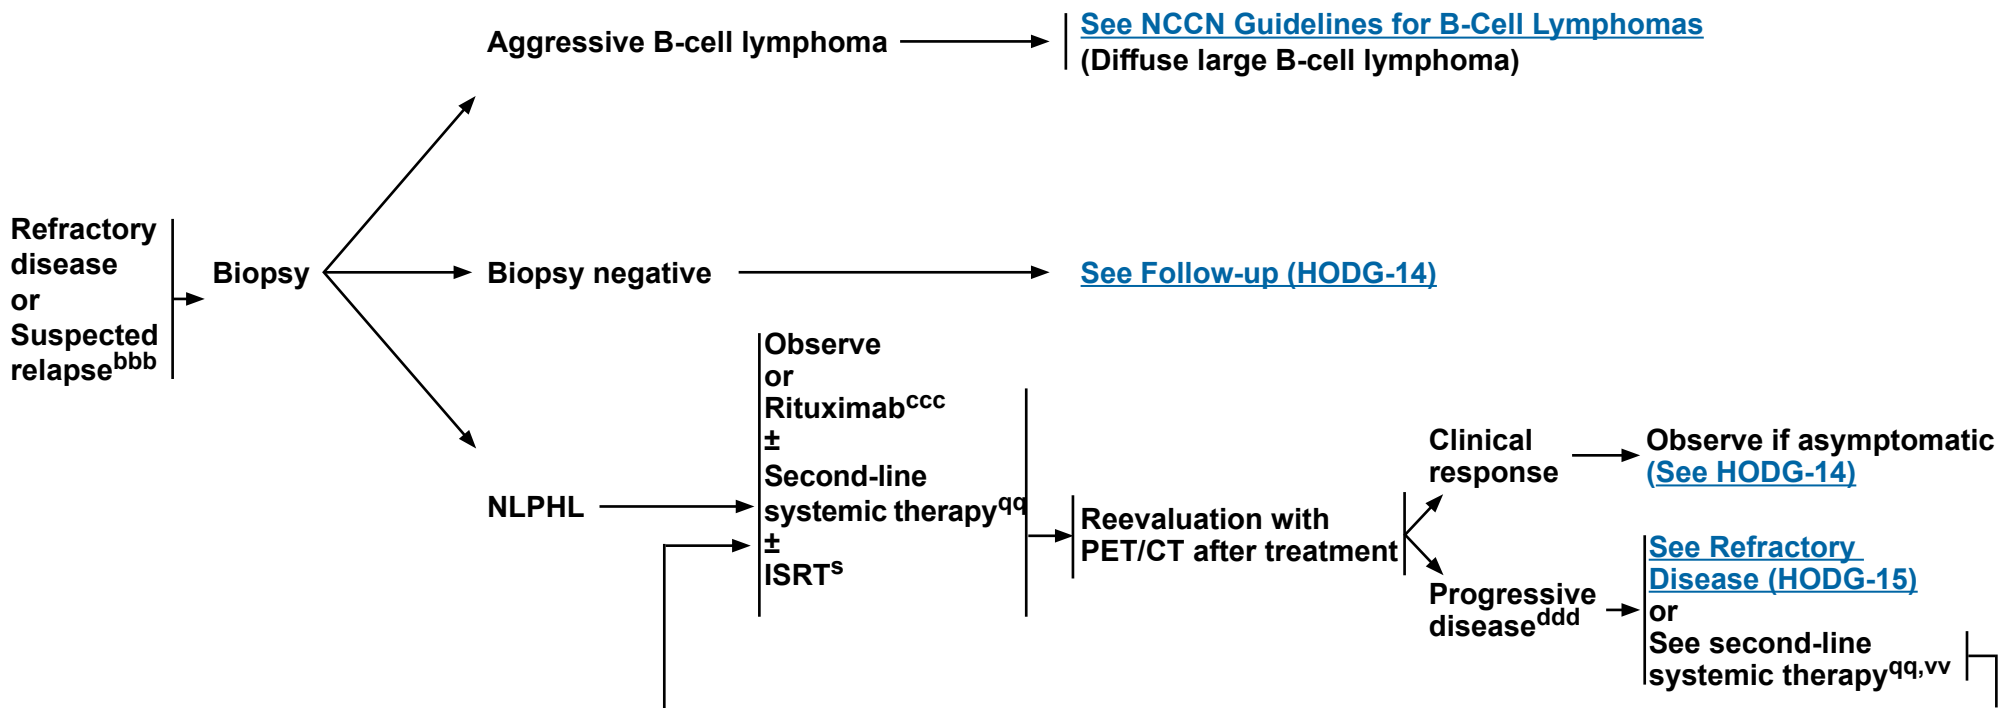 Aggressive B-cell lymphoma
See NCCN Guidelines for B-Cell Lymphomas
(Diffuse large B-cell lymphoma)
Refractory
disease
or
Suspected
relapsebbb
Biopsy
Biopsy negative
See Follow-up (HODG-14)
NLPHL
Observe
or
Rituximabccc
±
Second-line
systemic therapyqq
±
ISRTs
Reevaluation with
PET/CT after treatment
Clinical
response
Observe if asymptomatic
(See HODG-14)
Progressive
diseaseddd
See Refractory
Disease (HODG-15)
or
See second-line
systemic therapyqq,vv